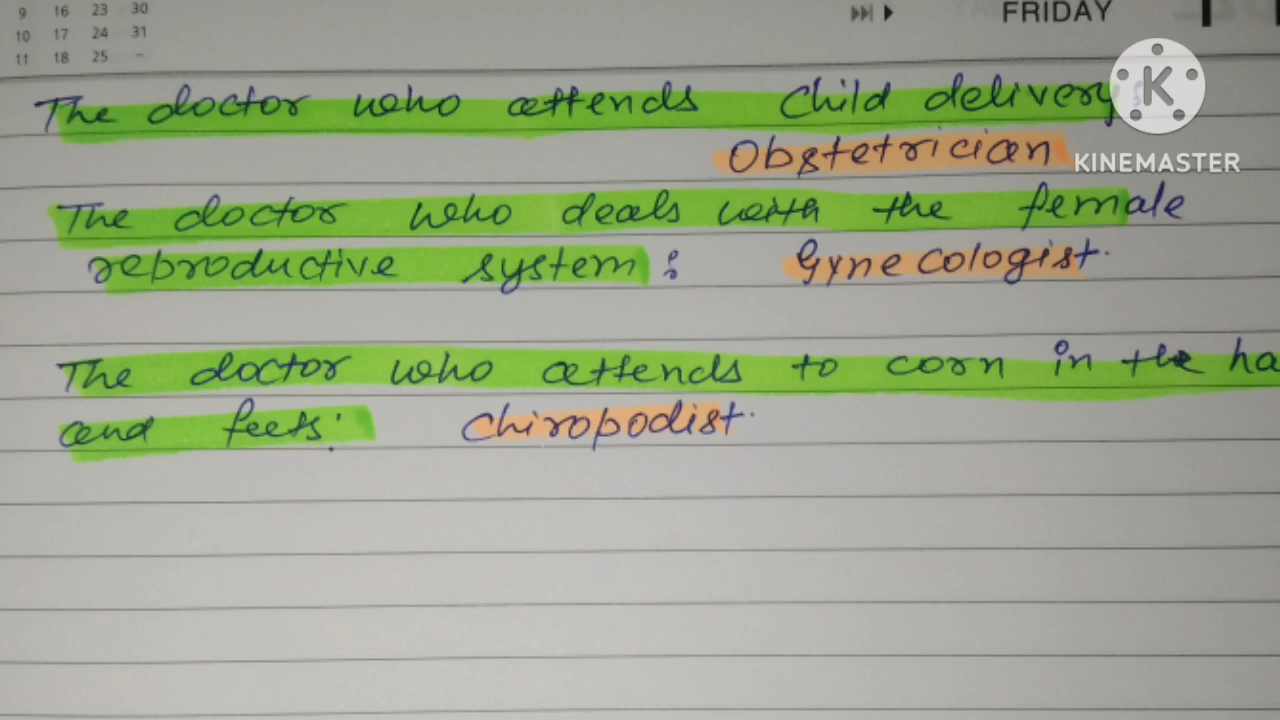 9 16 23 30
10 17 24 31
11 18 25 –
FRIDAY
The doctor who attends Child delivery:
Obstetrician
The doctor who deals with the female
reproductive system:
Gynecologist.
The doctor who attends to corn in the ha
and feets:
Chiropodist.
K
KINEMASTER